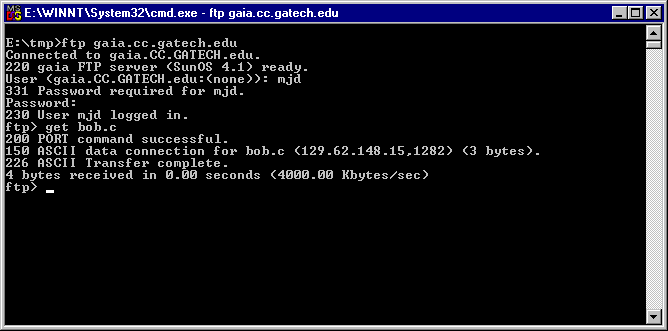 E:\WINNT\System32\cmd.exe - ftp gaia.cc.gatech.edu
E:\tmp>ftp gaia.cc.gatech.edu
Connected to gaia.CC.GATECH.edu.
220 gaia FTP server (SunOS 4.1) ready.
User (gaia.CC.GATECH.edu:(none)): mjd
331 Password required for mjd.
Password:
230 User mjd logged in.
ftp> get bob.c
200 PORT command successful.
150 ASCII data connection for bob.c (129.62.148.15,1282) (3 bytes).
226 ASCII Transfer complete.
4 bytes received in 0.00 seconds (4000.00 Kbytes/sec)
ftp> _